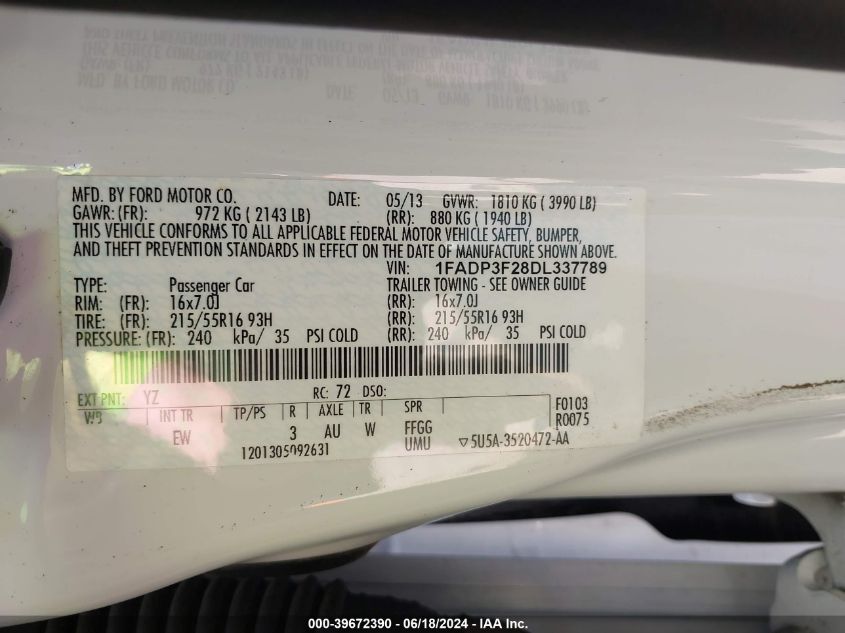 MFD. BY FORD MOTOR CO. DATE: 05/13 GVWR: 1810 KG ( 3990 LB)
GAWR: (FR): 972 KG ( 2143 LB) (RR): 880 KG ( 1940 LB)
THIS VEHICLE CONFORMS TO ALL APPLICABLE FEDERAL MOTOR VEHICLE SAFETY, BUMPER,
AND THEFT PREVENTION STANDARDS IN EFFECT ON THE DATE OF MANUFACTURE SHOWN ABOVE.
VIN: 1FADP3F28DL337789
TYPE: Passenger Car TRAILER TOWING - SEE OWNER GUIDE
RIM: (FR): 16x7.0J (RR): 16x7.0J
TIRE: (FR): 215/55R16 93H (RR): 215/55R16 93H
PRESSURE: (FR): 240 kPa/ 35 PSI COLD (RR): 240 kPa/ 35 PSI COLD
EXT PNT: YZ RC: 72 DSO:
WB INT TR TP/PS R AXLE TR SPR F0103
EW 3 AU W FFGG R0075
1201305092631 UMU ▽5U5A-3520472-AA
000-39672390 - 06/18/2024 - IAA Inc.